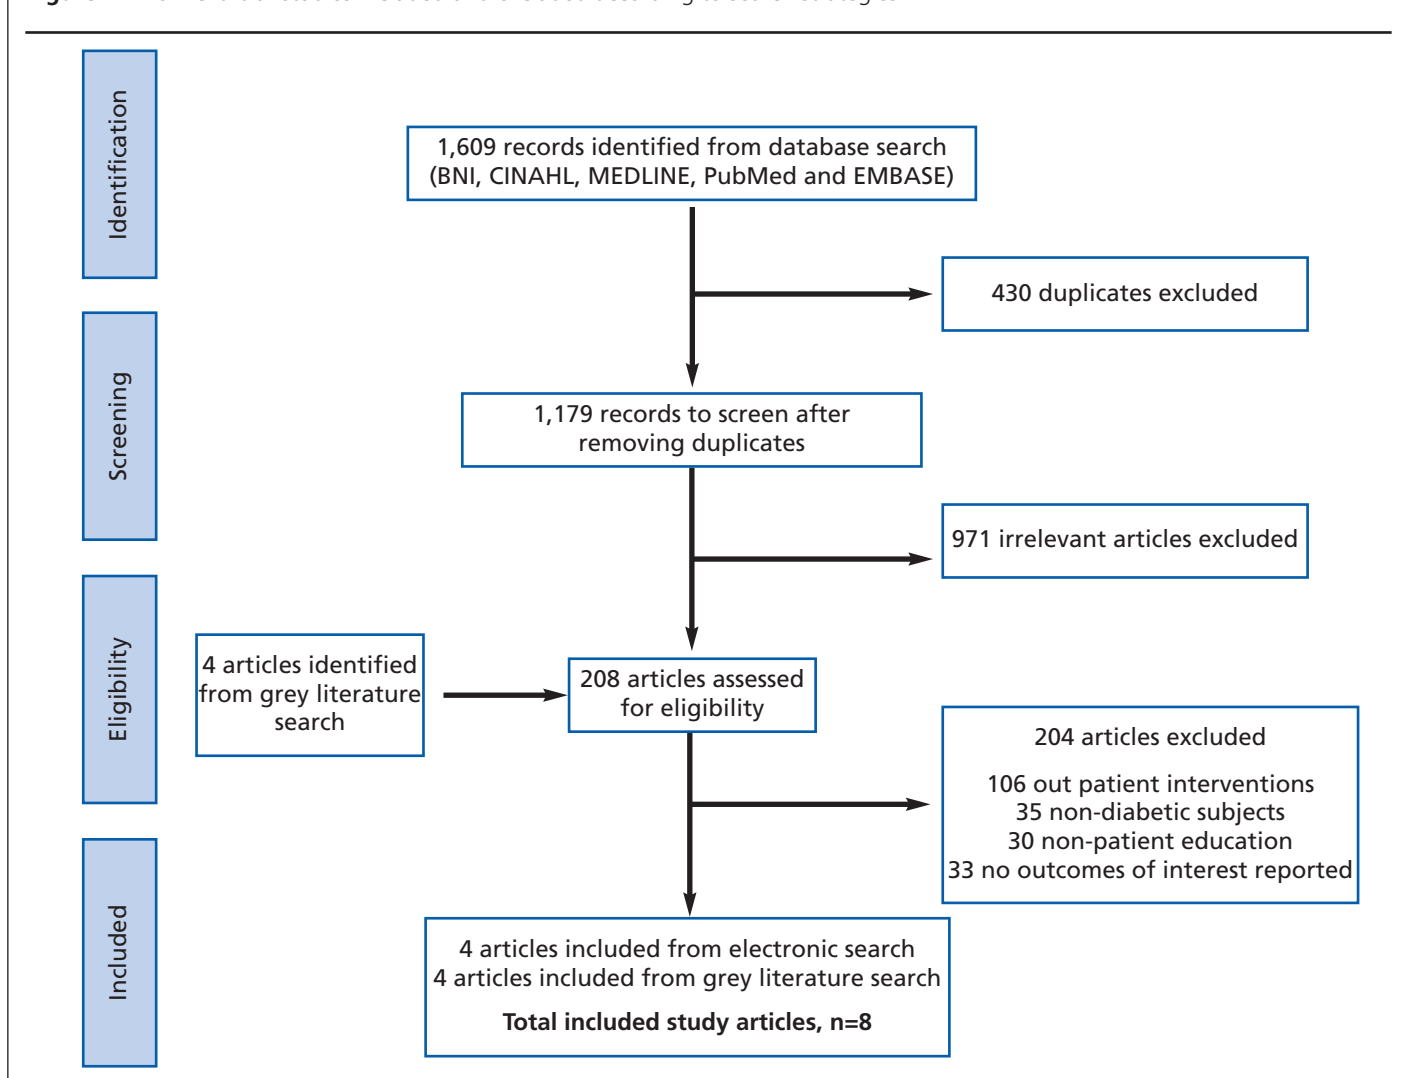 Identification
1,609 records identified from database search
(BNI, CINAHL, MEDLINE, PubMed and EMBASE)
430 duplicates excluded
Screening
1,179 records to screen after
removing duplicates
971 irrelevant articles excluded
Eligibility
4 articles identified
from grey literature
search
208 articles assessed
for eligibility
204 articles excluded
106 out patient interventions
35 non-diabetic subjects
30 non-patient education
33 no outcomes of interest reported
Included
4 articles included from electronic search
4 articles included from grey literature search
Total included study articles, n=8